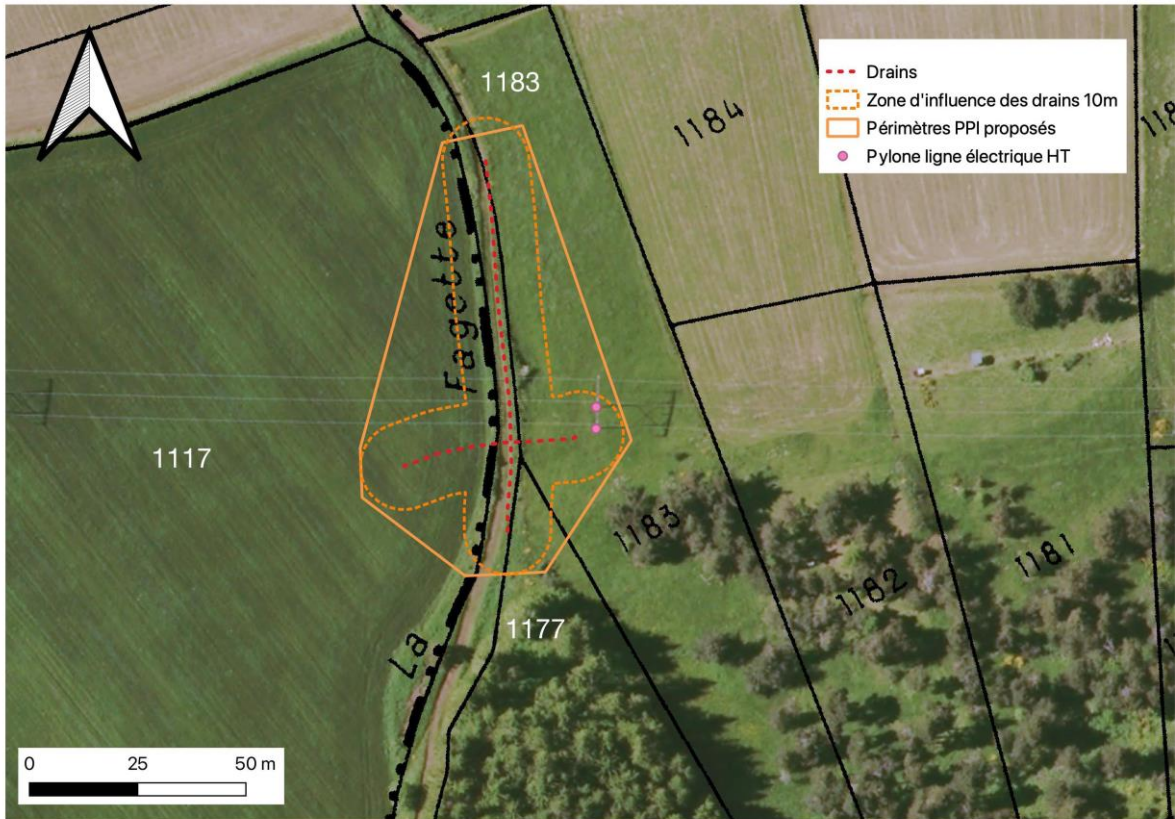 1183
1184
118
Drains
Zone d'influence des drains 10m
Périmètres PPI proposés
Pylone ligne électrique HT
Fagette
1117
1183
1182
1181
1177
La
0 25 50 m